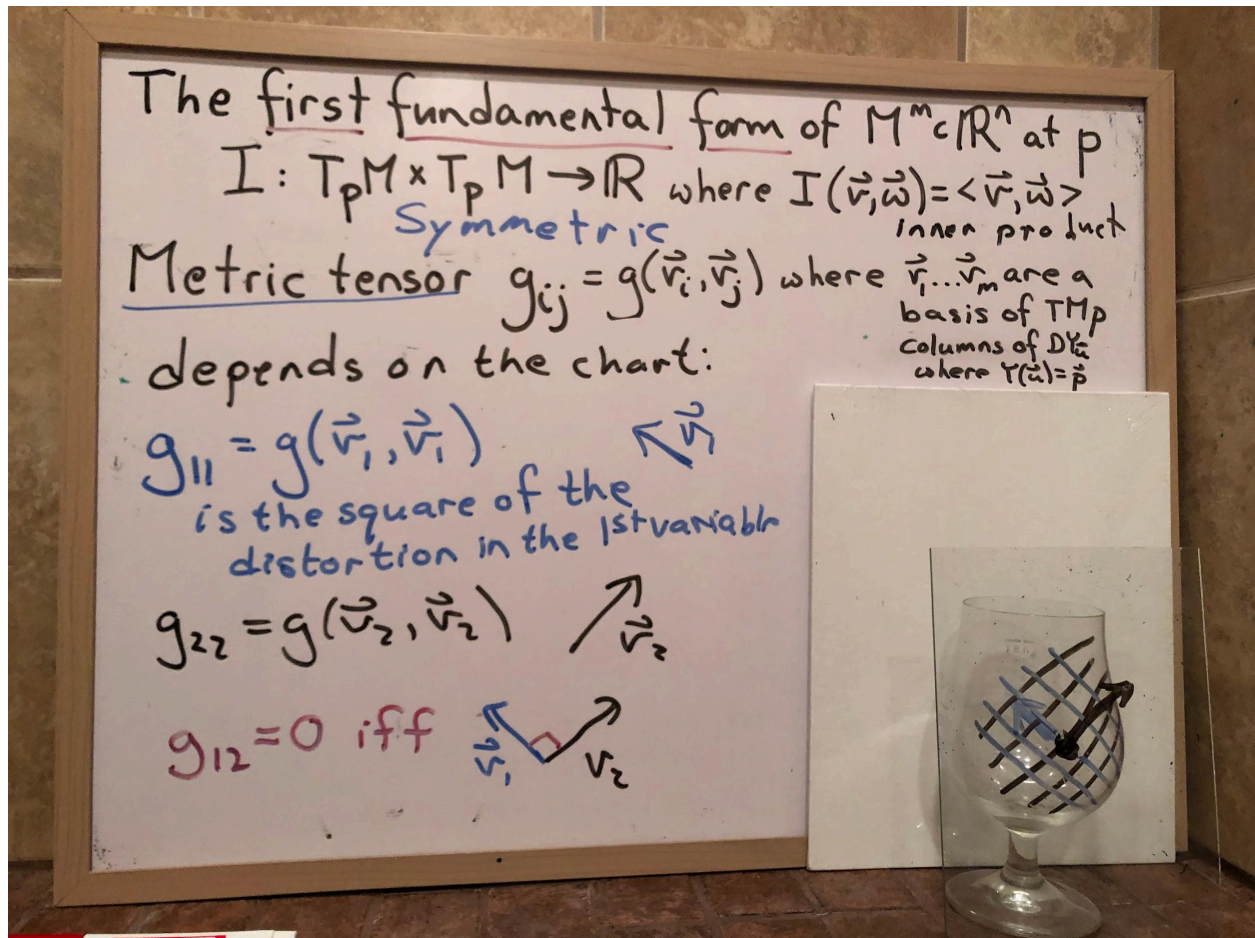 The first fundamental form of Mᵐ⊂ℝⁿ at p
I: TₚM × TₚM → ℝ where I(v⃗,w⃗)=<v⃗,w⃗>
Symmetric
inner product
Metric tensor gᵢⱼ = g(v⃗ᵢ,v⃗ⱼ) where v⃗₁...v⃗ₘ are a
basis of TMp
columns of DΥᵤ⃗
where Υ(u⃗)=p⃗
depends on the chart:
g₁₁ = g(v⃗₁,v⃗₁)
v⃗₁
is the square of the
distortion in the 1st variable
g₂₂ = g(v⃗₂,v⃗₂)
v⃗₂
g₁₂=0 iff
v⃗₁
v₂